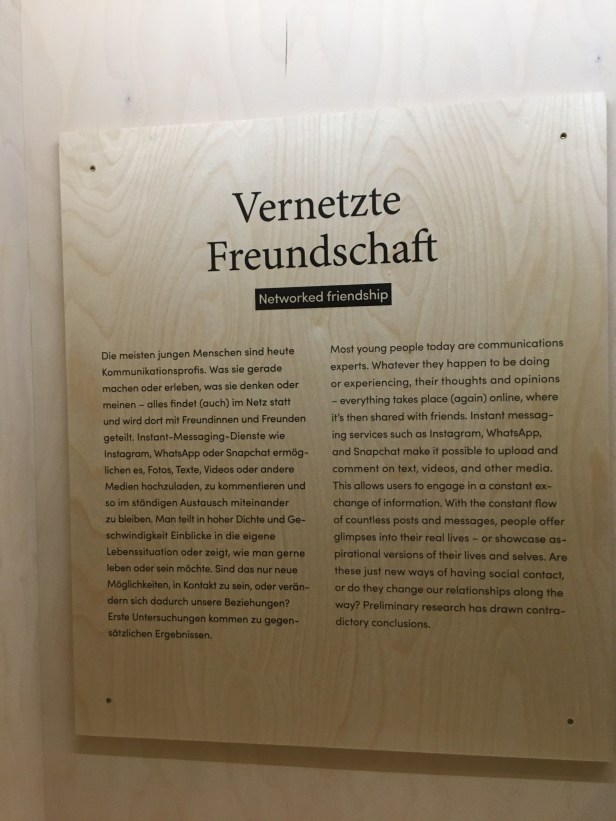 Vernetzte
Freundschaft
Networked friendship
Die meisten jungen Menschen sind heute
Kommunikationsprofis. Was sie gerade
machen oder erleben, was sie denken oder
meinen – alles findet (auch) im Netz statt
und wird dort mit Freundinnen und Freunden
geteilt. Instant-Messaging-Dienste wie
Instagram, WhatsApp oder Snapchat ermög-
lichen es, Fotos, Texte, Videos oder andere
Medien hochzuladen, zu kommentieren und
so im ständigen Austausch miteinander
zu bleiben. Man teilt in hoher Dichte und Ge-
schwindigkeit Einblicke in die eigene
Lebenssituation oder zeigt, wie man gerne
leben oder sein möchte. Sind das nur neue
Möglichkeiten, in Kontakt zu sein, oder verän-
dern sich dadurch unsere Beziehungen?
Erste Untersuchungen kommen zu gegen-
sätzlichen Ergebnissen.
Most young people today are communications
experts. Whatever they happen to be doing
or experiencing, their thoughts and opinions
– everything takes place (again) online, where
it's then shared with friends. Instant messag-
ing services such as Instagram, WhatsApp,
and Snapchat make it possible to upload and
comment on text, videos, and other media.
This allows users to engage in a constant ex-
change of information. With the constant flow
of countless posts and messages, people offer
glimpses into their real lives – or showcase as-
pirational versions of their lives and selves. Are
these just new ways of having social contact,
or do they change our relationships along the
way? Preliminary research has drawn contra-
dictory conclusions.